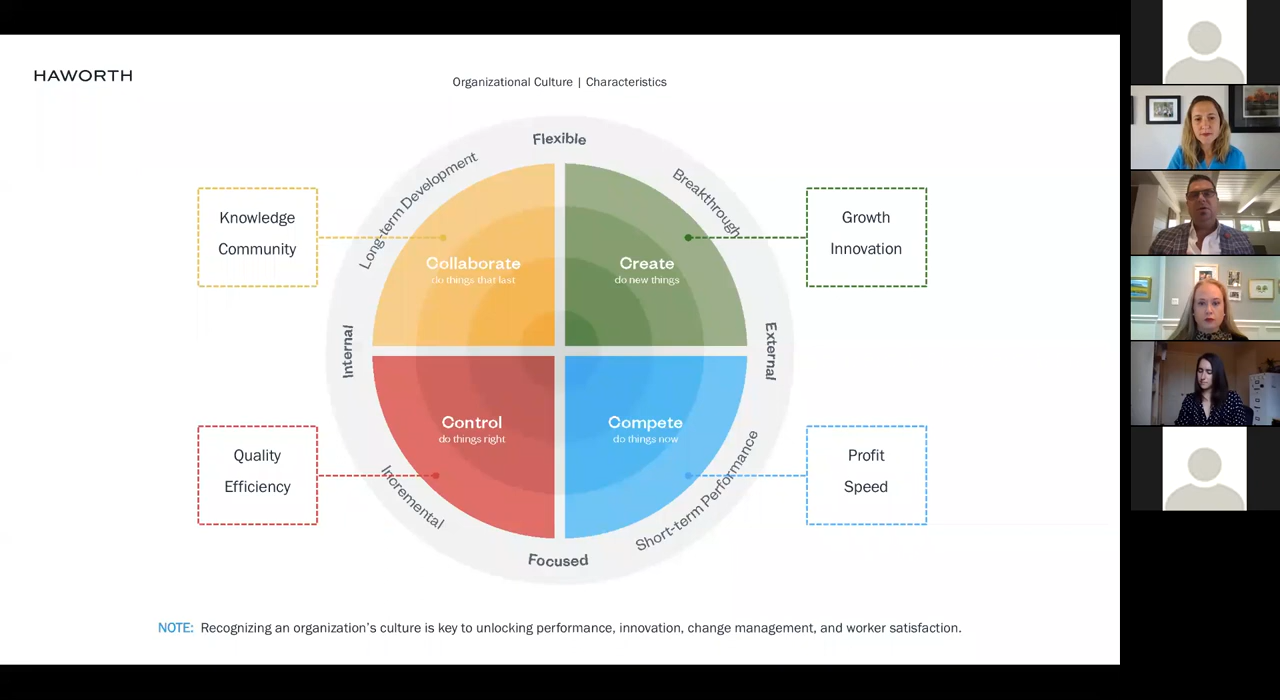 HAWORTH
Organizational Culture | Characteristics
Flexible
Long-term Development
Breakthrough
Knowledge
Community
Growth
Innovation
Collaborate
do things that last
Create
do new things
Internal
External
Control
do things right
Compete
do things now
Quality
Efficiency
Profit
Speed
Incremental
Short-term Performance
Focused
NOTE: Recognizing an organization's culture is key to unlocking performance, innovation, change management, and worker satisfaction.